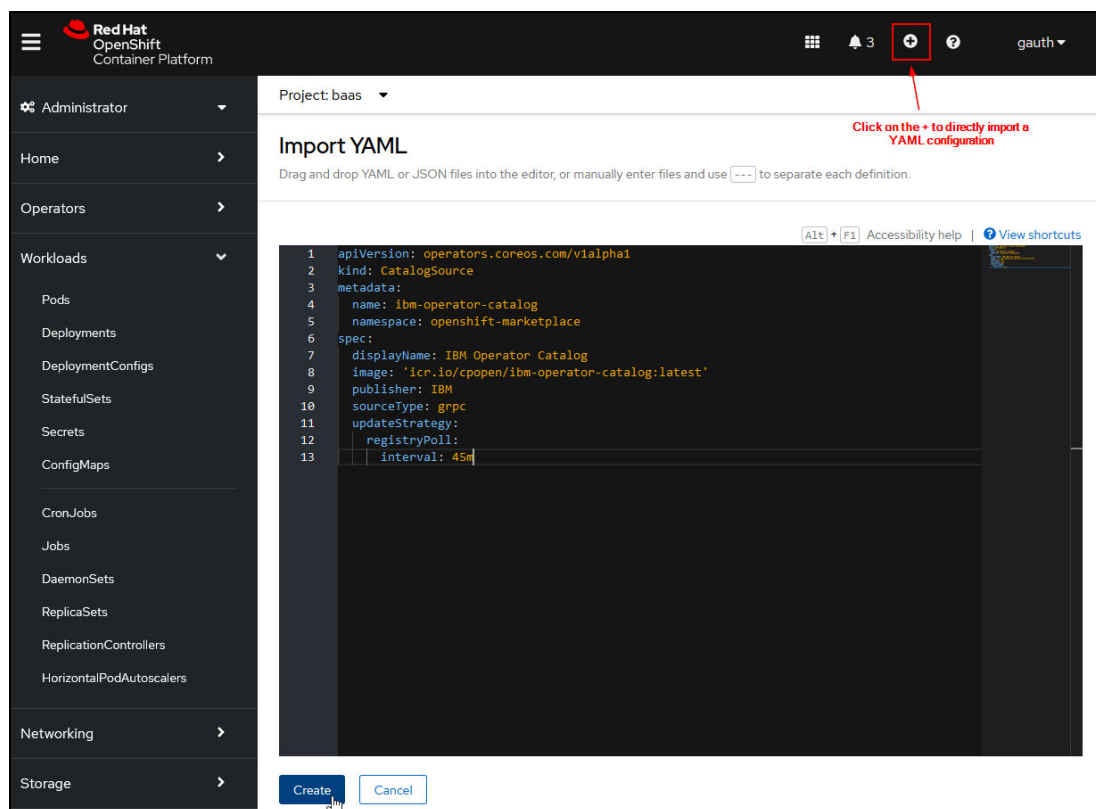 Red Hat
OpenShift
Container Platform
3
gauth
Administrator
Home
Operators
Workloads
Pods
Deployments
DeploymentConfigs
StatefulSets
Secrets
ConfigMaps
CronJobs
Jobs
DaemonSets
ReplicaSets
ReplicationControllers
HorizontalPodAutoscalers
Networking
Storage
Project: baas
Click on the + to directly import a
YAML configuration
Import YAML
Drag and drop YAML or JSON files into the editor, or manually enter files and use --- to separate each definition.
Alt + F1 Accessibility help | View shortcuts
1 apiVersion: operators.coreos.com/v1alpha1
2 kind: CatalogSource
3 metadata:
4 name: ibm-operator-catalog
5 namespace: openshift-marketplace
6 spec:
7 displayName: IBM Operator Catalog
8 image: 'icr.io/cpopen/ibm-operator-catalog:latest'
9 publisher: IBM
10 sourceType: grpc
11 updateStrategy:
12 registryPoll:
13 interval: 45m
Create
Cancel